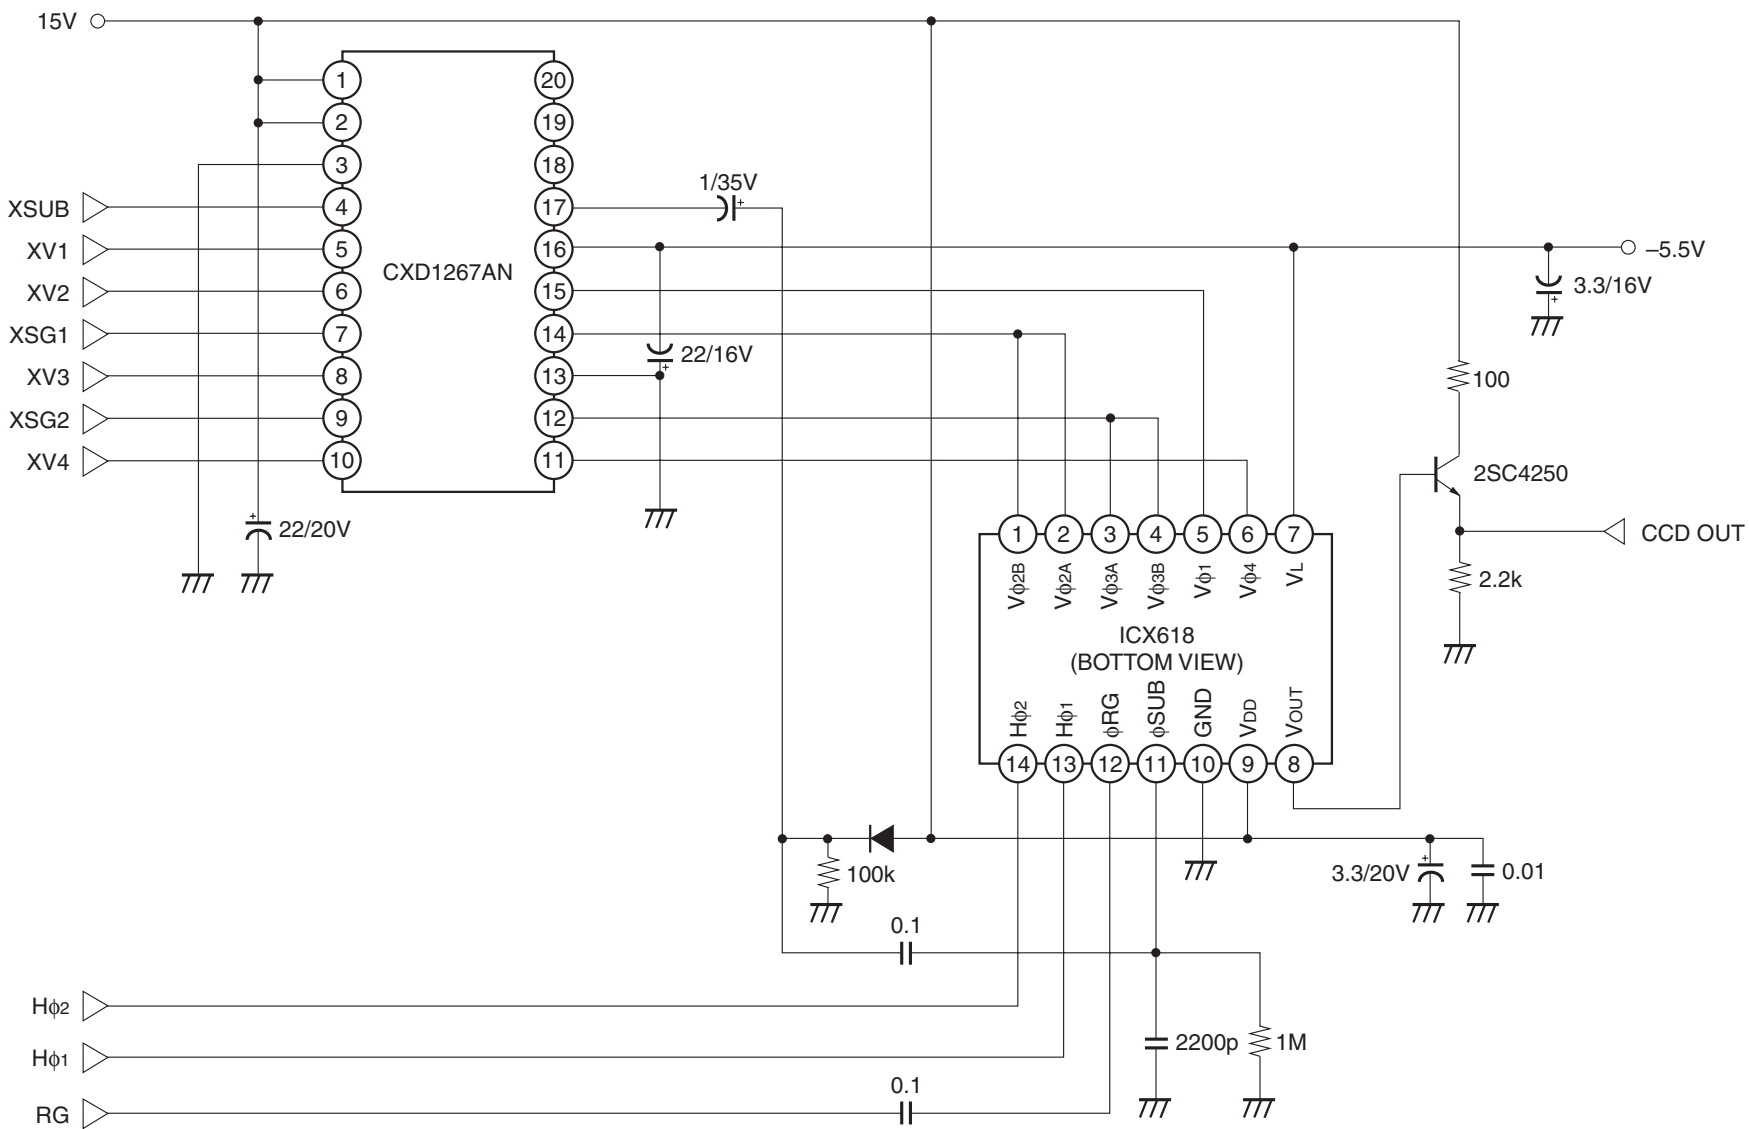 15V
1
20
2
19
3
18
1/35V
XSUB
4
17
XV1
5
16
–5.5V
CXD1267AN
XV2
6
15
3.3/16V
XSG1
7
14
22/16V
XV3
8
13
100
XSG2
9
12
XV4
10
11
2SC4250
22/20V
1
2
3
4
5
6
7
CCD OUT
Vϕ2B
Vϕ2A
Vϕ3A
Vϕ3B
Vϕ1
Vϕ4
VL
2.2k
ICX618
(BOTTOM VIEW)
Hϕ2
Hϕ1
ϕRG
ϕSUB
GND
VDD
VOUT
14
13
12
11
10
9
8
100k
3.3/20V
0.01
0.1
Hϕ2
2200p
1M
Hϕ1
0.1
RG
+
+
+
+
+